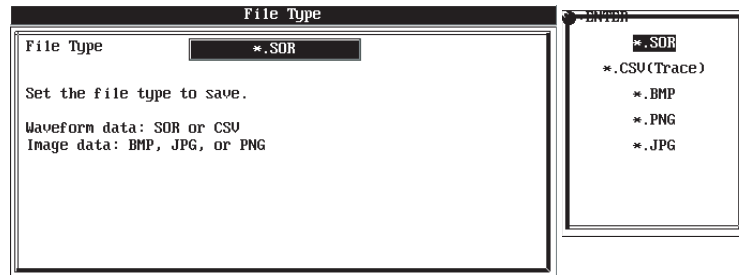 File Type
File Type *.SOR
Set the file type to save.
Waveform data: SOR or CSV
Image data: BMP, JPG, or PNG
ENTER
*.SOR
*.CSV(Trace)
*.BMP
*.PNG
*.JPG